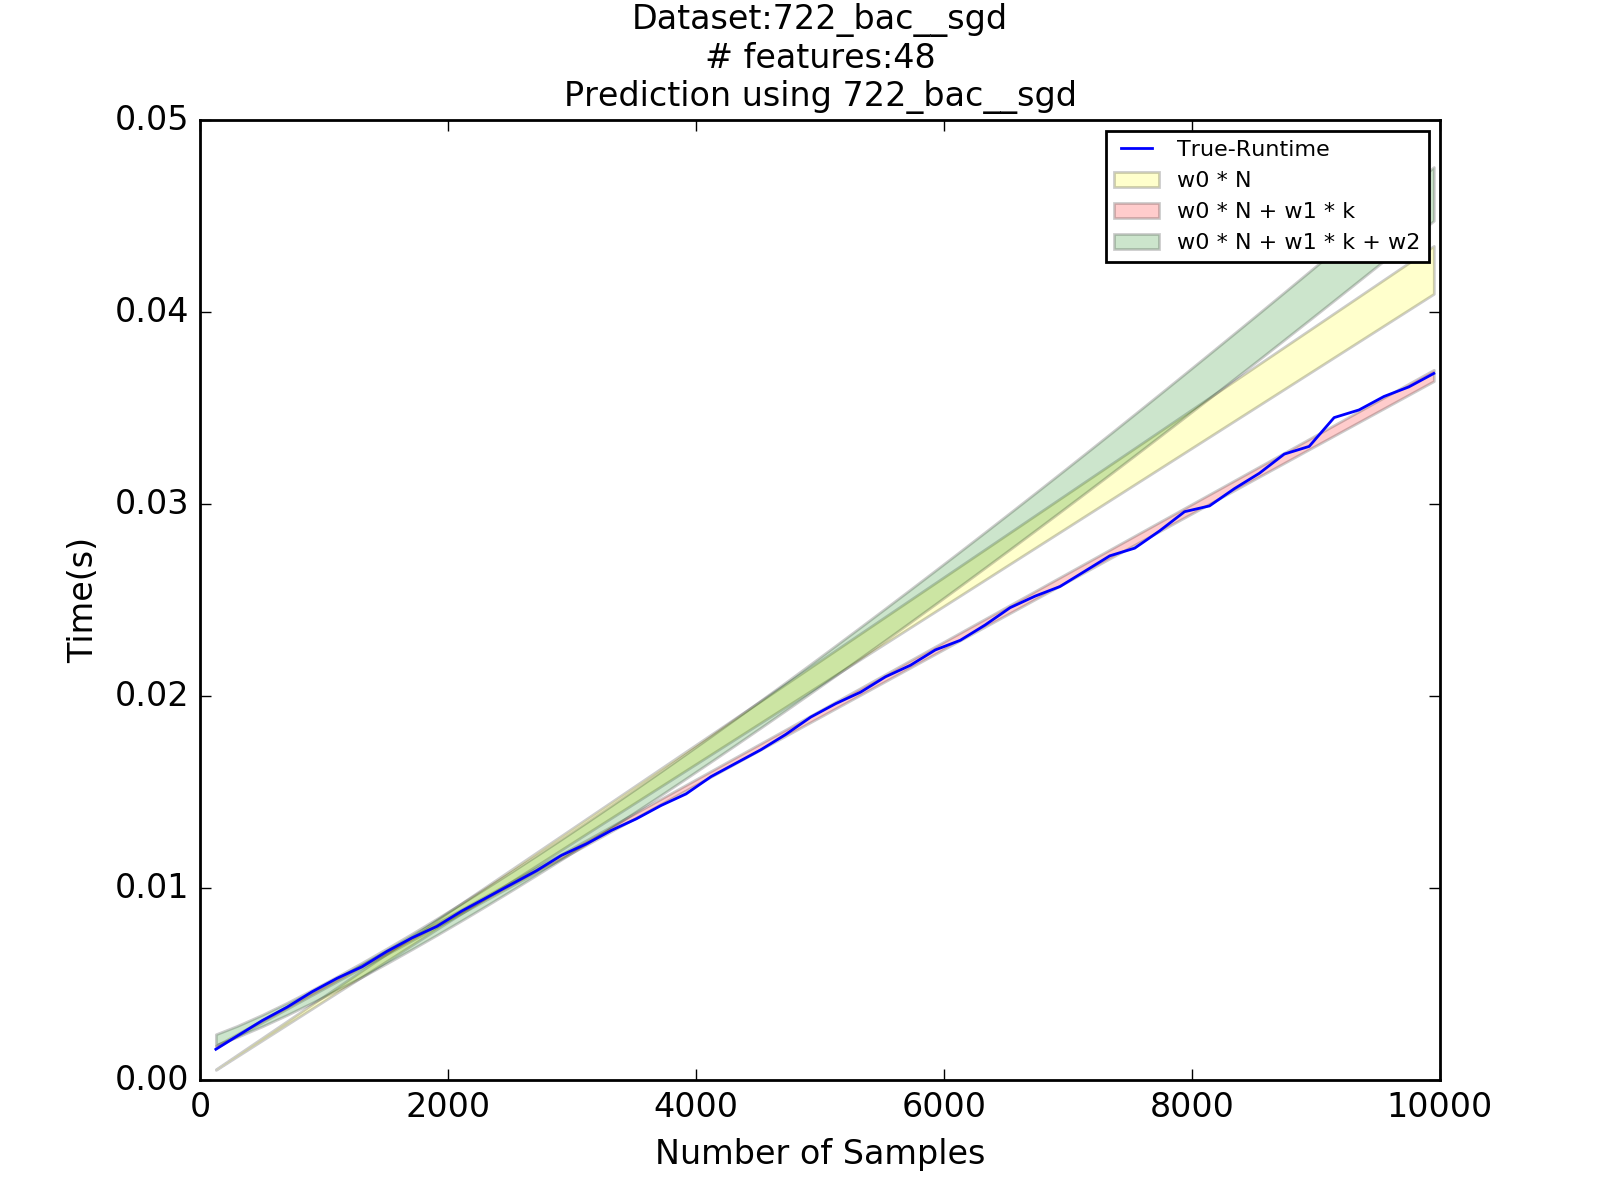 Dataset:722_bac__sgd
# features:48
Prediction using 722_bac__sgd
0.05
0.04
0.03
0.02
0.01
0.00
Time(s)
True-Runtime
w0 * N
w0 * N + w1 * k
w0 * N + w1 * k + w2
0 2000 4000 6000 8000 10000
Number of Samples